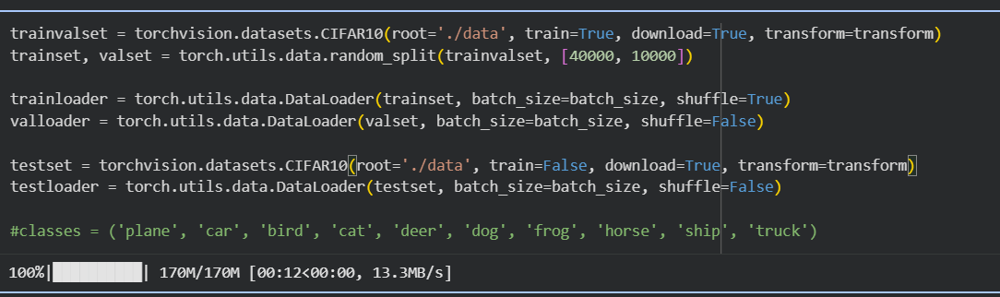 trainvalset = torchvision.datasets.CIFAR10(root='./data', train=True, download=True, transform=transform)
trainset, valset = torch.utils.data.random_split(trainvalset, [40000, 10000])
trainloader = torch.utils.data.DataLoader(trainset, batch_size=batch_size, shuffle=True)
valloader = torch.utils.data.DataLoader(valset, batch_size=batch_size, shuffle=False)
testset = torchvision.datasets.CIFAR10(root='./data', train=False, download=True, transform=transform)
testloader = torch.utils.data.DataLoader(testset, batch_size=batch_size, shuffle=False)
#classes = ('plane', 'car', 'bird', 'cat', 'deer', 'dog', 'frog', 'horse', 'ship', 'truck')
100%|██████████| 170M/170M [00:12<00:00, 13.3MB/s]